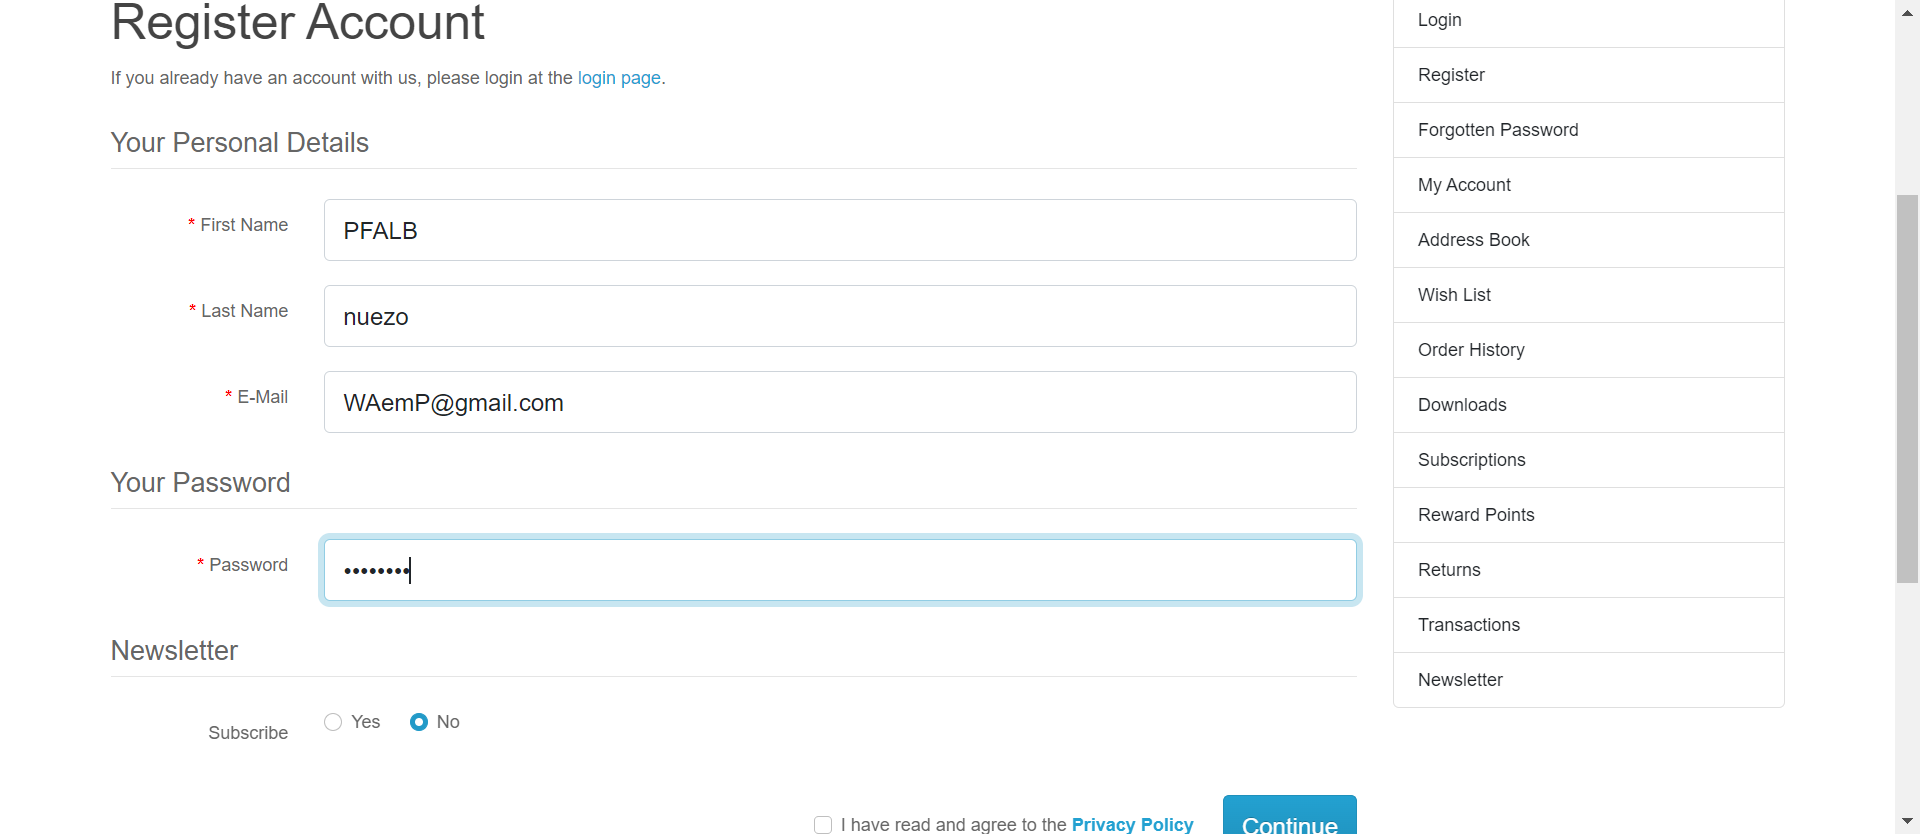 Register Account
If you already have an account with us, please login at the login page.
Your Personal Details
* First Name
PFALB
* Last Name
nuezo
* E-Mail
WAemP@gmail.com
Your Password
* Password
••••••••
Newsletter
Subscribe
Yes
No
I have read and agree to the Privacy Policy
Continue
Login
Register
Forgotten Password
My Account
Address Book
Wish List
Order History
Downloads
Subscriptions
Reward Points
Returns
Transactions
Newsletter